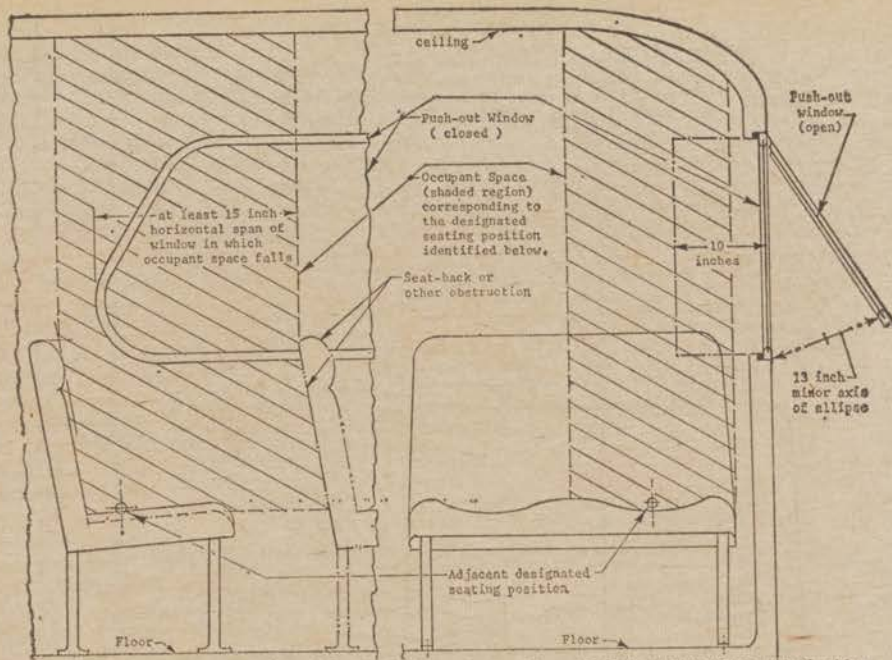 ceiling
Push-out
window
(open)
Push-out Window
( closed )
Occupant Space
(shaded region)
corresponding to
the designated
seating position
identified below.
at least 15 inch
horizontal span of
window in which
occupant space falls
10
inches
Seat-back or
other obstruction
13 inch
minor axis
of ellipse
Adjacent designated
seating position
Floor
Floor